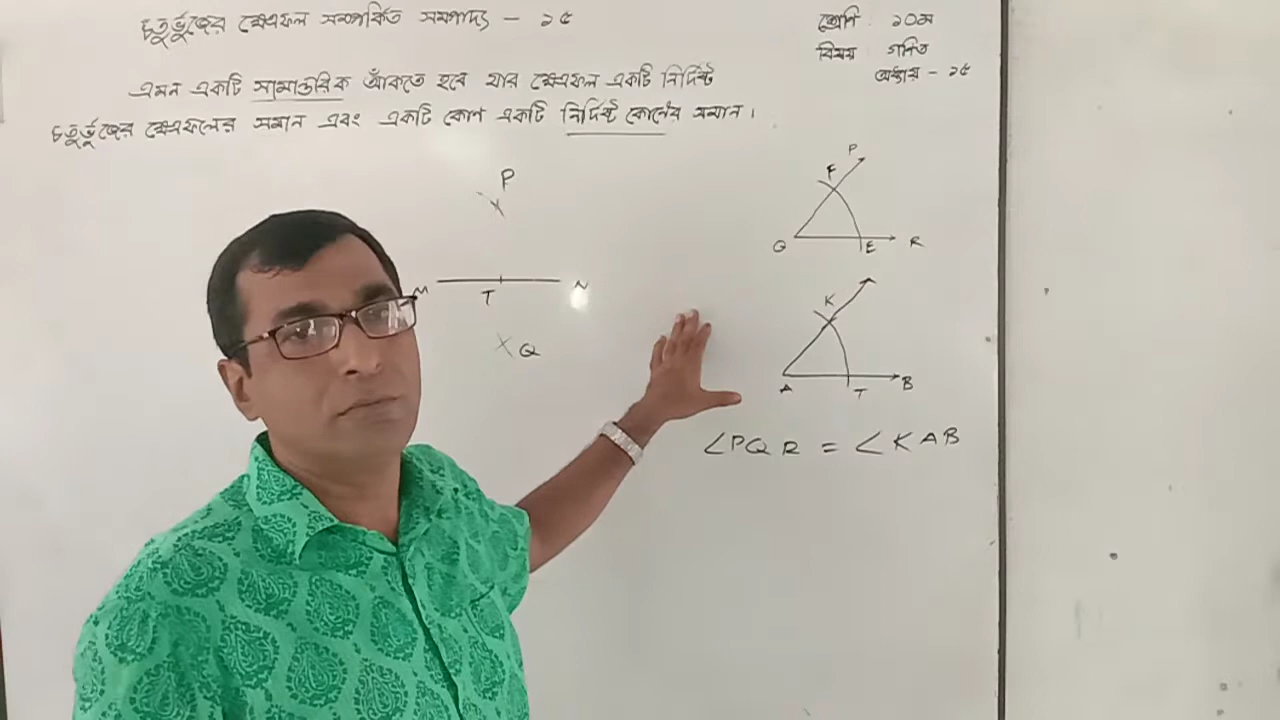 চতুর্ভুজের ক্ষেত্রফল সম্পর্কিত সম্পাদ্য - ১৫
শ্রেণি : ১০ম
বিষয় গনিত
অধ্যায় - ১৫
এমন একটি সামান্তরিক আঁকতে হবে যার ক্ষেত্রফল একটি নির্দিষ্ট
চতুর্ভুজের ক্ষেত্রফলের সমান এবং একটি কোণ একটি নির্দিষ্ট কোণের সমান।
P
F
P
Q
E
R
M
T
N
K
Q
A
T
B
∠PQR = ∠KAB